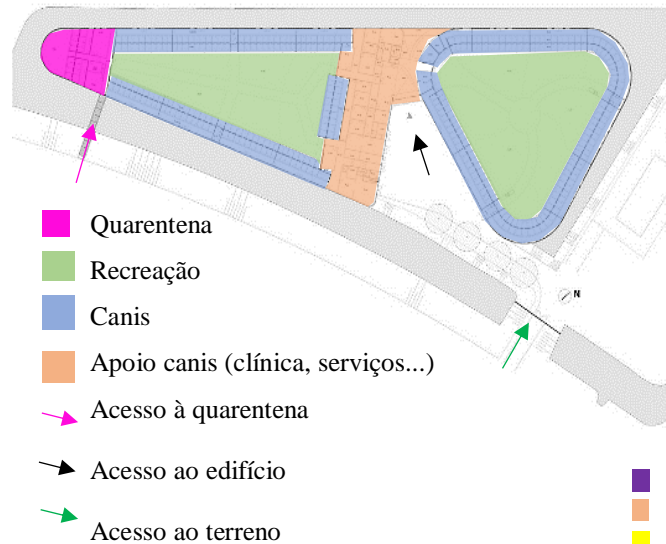 N
Quarentena
Recreação
Canis
Apoio canis (clínica, serviços...)
Acesso à quarentena
Acesso ao edifício
Acesso ao terreno